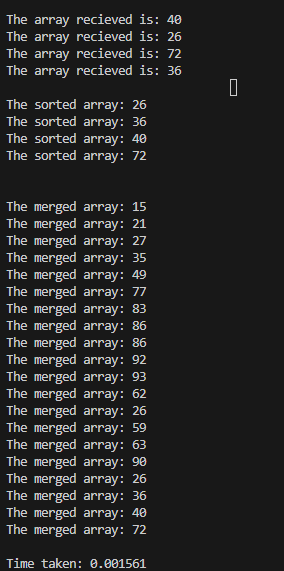 The array recieved is: 40
The array recieved is: 26
The array recieved is: 72
The array recieved is: 36
The sorted array: 26
The sorted array: 36
The sorted array: 40
The sorted array: 72
The merged array: 15
The merged array: 21
The merged array: 27
The merged array: 35
The merged array: 49
The merged array: 77
The merged array: 83
The merged array: 86
The merged array: 86
The merged array: 92
The merged array: 93
The merged array: 62
The merged array: 26
The merged array: 59
The merged array: 63
The merged array: 90
The merged array: 26
The merged array: 36
The merged array: 40
The merged array: 72
Time taken: 0.001561